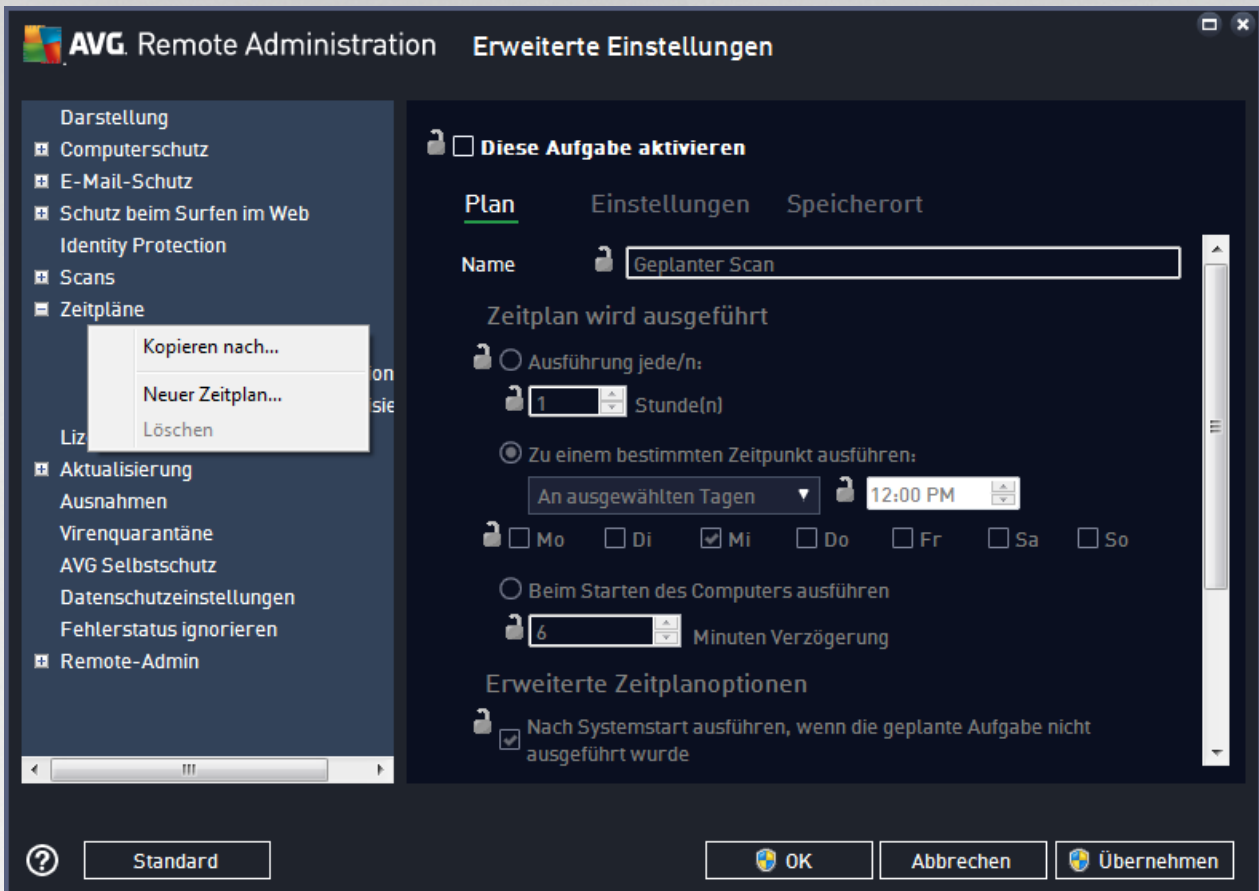 AVG. Remote Administration Erweiterte Einstellungen
Darstellung
Computerschutz
E-Mail-Schutz
Schutz beim Surfen im Web
Identity Protection
Scans
Zeitpläne
Kopieren nach...
Neuer Zeitplan...
Löschen
Aktualisierung
Ausnahmen
Virenquarantäne
AVG Selbstschutz
Datenschutzeinstellungen
Fehlerstatus ignorieren
Remote-Admin
Diese Aufgabe aktivieren
Plan Einstellungen Speicherort
Name Geplanter Scan
Zeitplan wird ausgeführt
Ausführung jede/n:
1 Stunde(n)
Zu einem bestimmten Zeitpunkt ausführen:
An ausgewählten Tagen 12:00 PM
Mo Di Mi Do Fr Sa So
Beim Starten des Computers ausführen
6 Minuten Verzögerung
Erweiterte Zeitplanoptionen
Nach Systemstart ausführen, wenn die geplante Aufgabe nicht
ausgeführt wurde
Standard OK Abbrechen Übernehmen